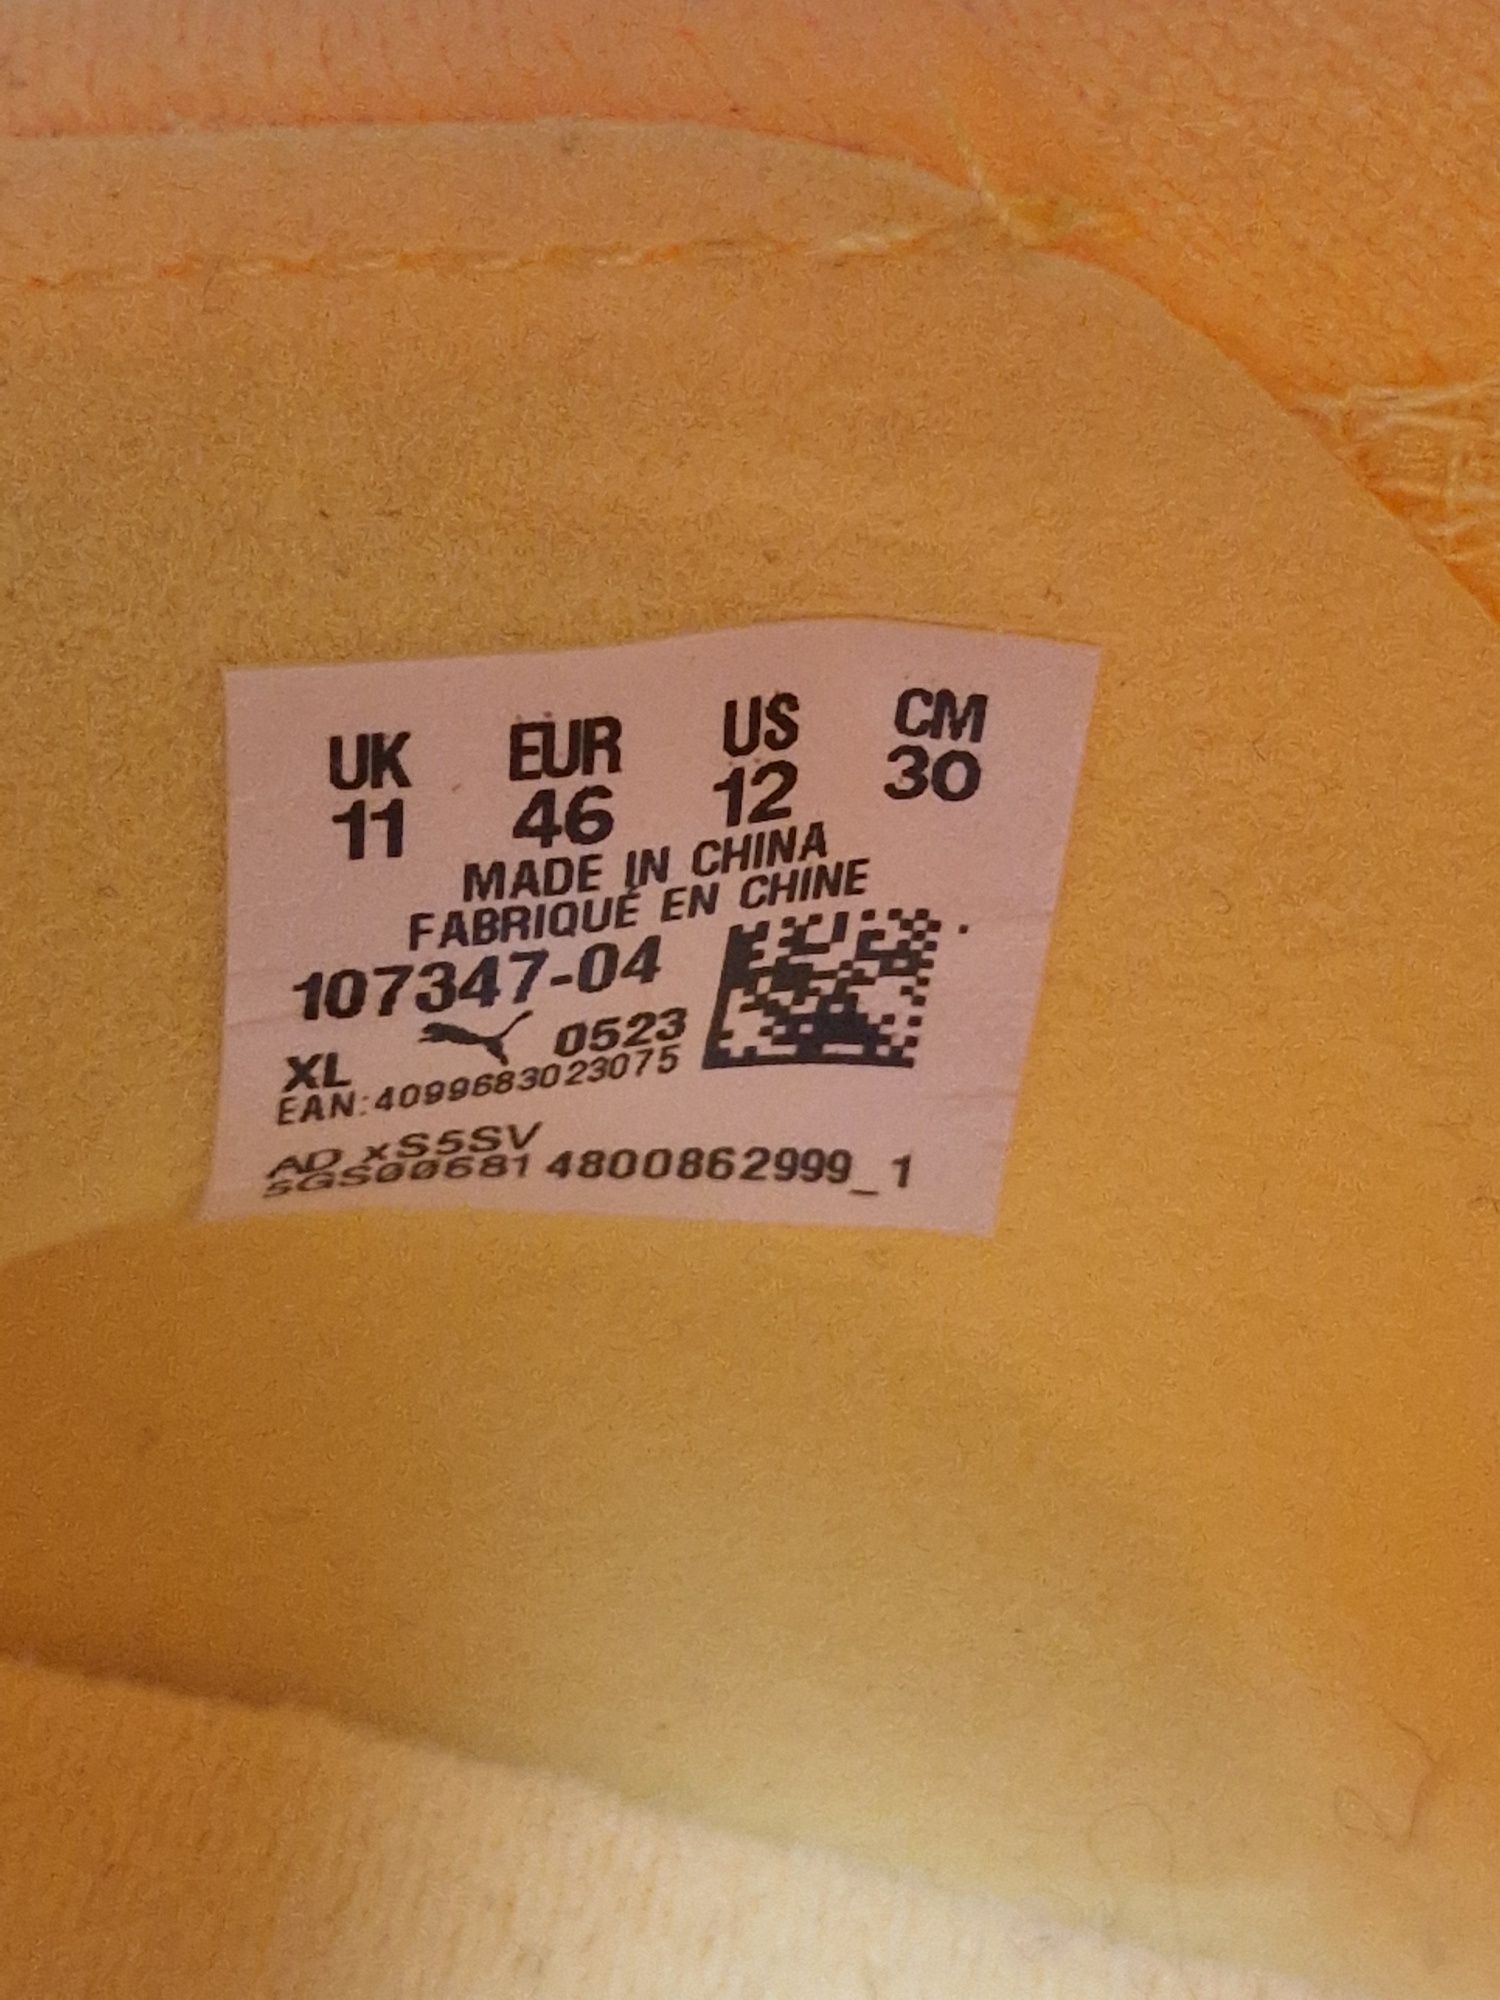 UK EUR US CM
11 46 12 30
MADE IN CHINA
FABRIQUÉ EN CHINE
107347-04
XL 0523
EAN:4099683023075
AD xS5SV
sGS00681 4800862999_1